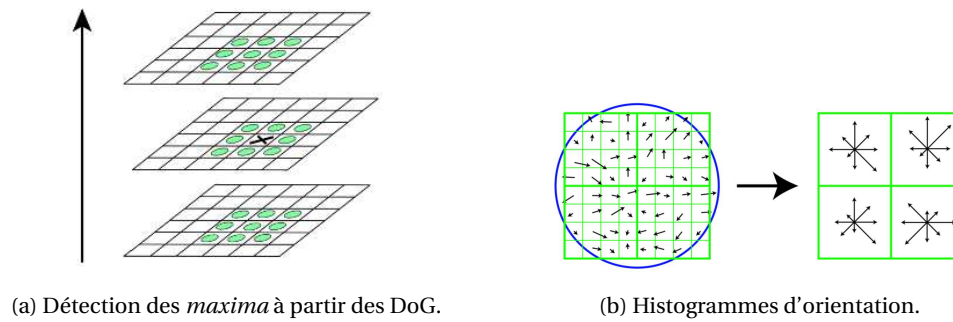 (a) Détection des maxima à partir des DoG.
(b) Histogrammes d'orientation.